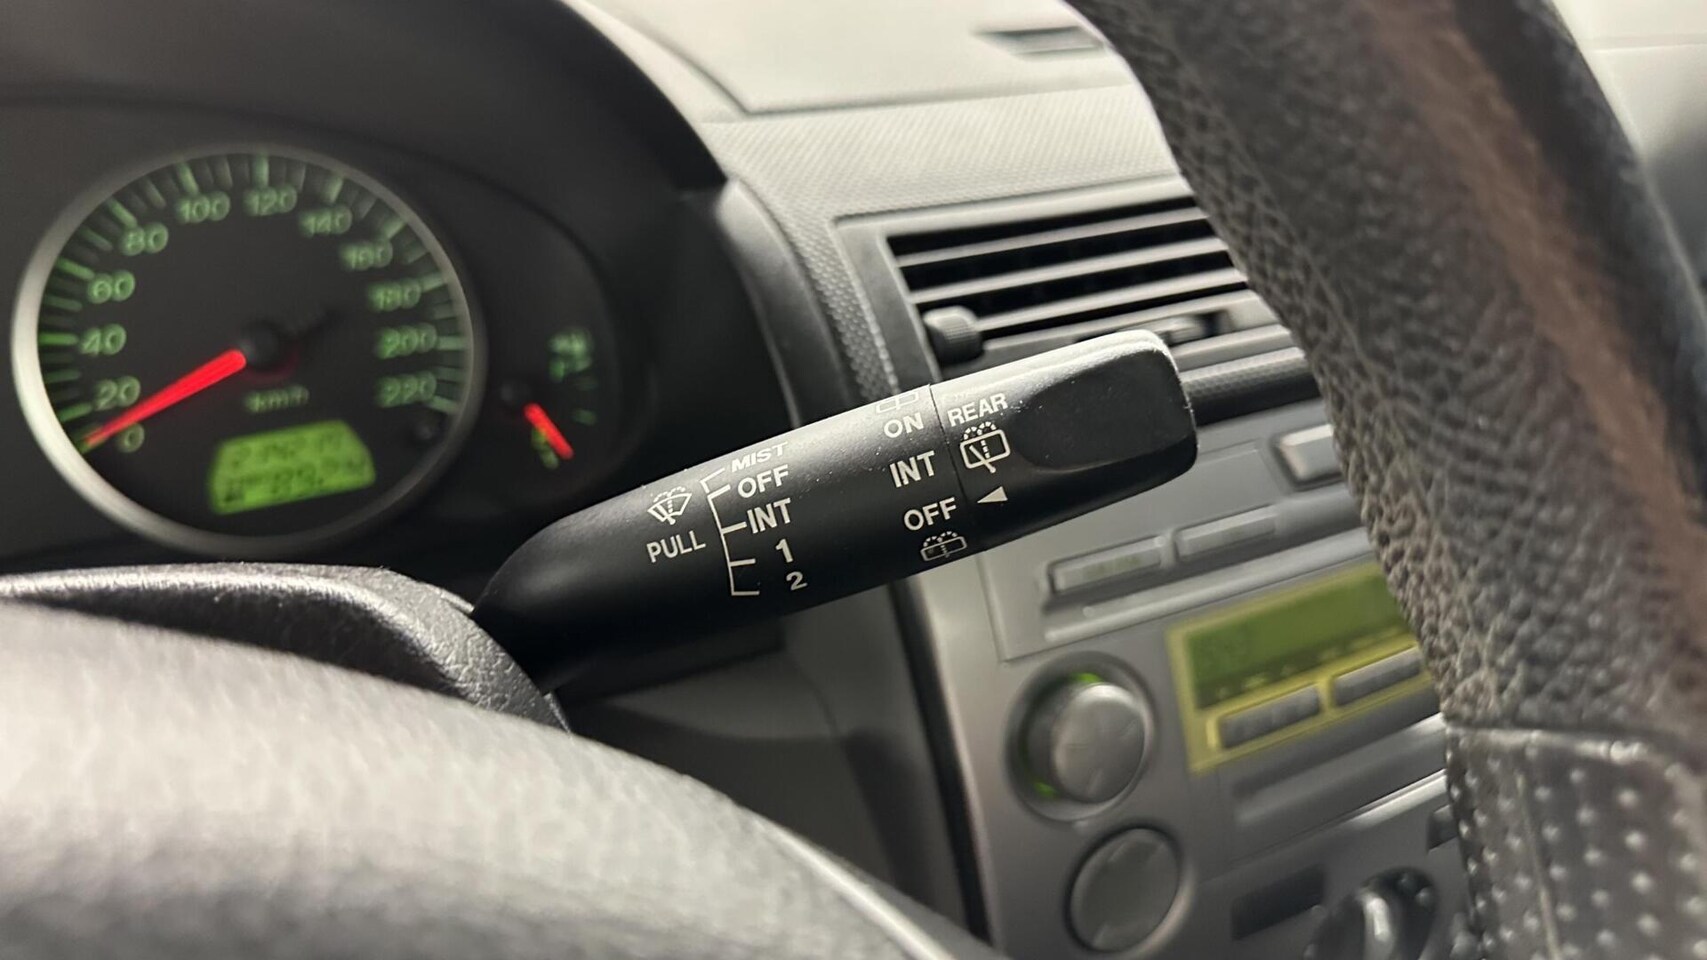 100 120
80 140
60 160
40 180
20 200
0 220
km/h
MIST
OFF
INT
1
2
PULL
ON
INT
OFF
REAR